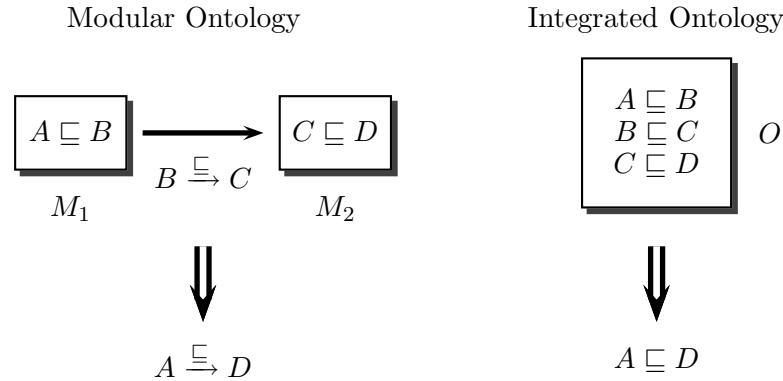 Modular Ontology
A ⊑ B
C ⊑ D
B ⊑⟶ C
M₁
M₂
A ⊑⟶ D
Integrated Ontology
A ⊑ B
B ⊑ C
C ⊑ D
O
A ⊑ D